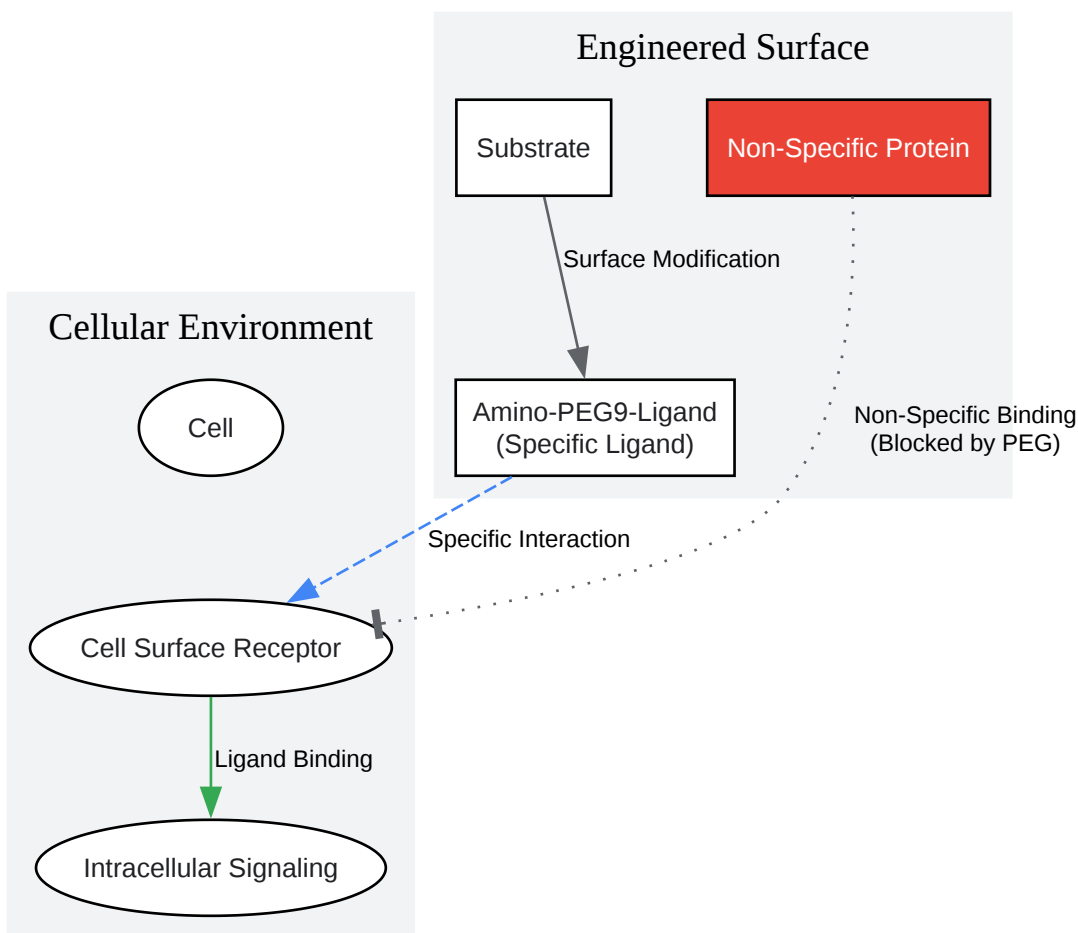 Engineered Surface
Substrate
Non-Specific Protein
Surface Modification
Cellular Environment
Cell
Amino-PEG9-Ligand
(Specific Ligand)
Non-Specific Binding
(Blocked by PEG)
Specific Interaction
Cell Surface Receptor
Ligand Binding
Intracellular Signaling